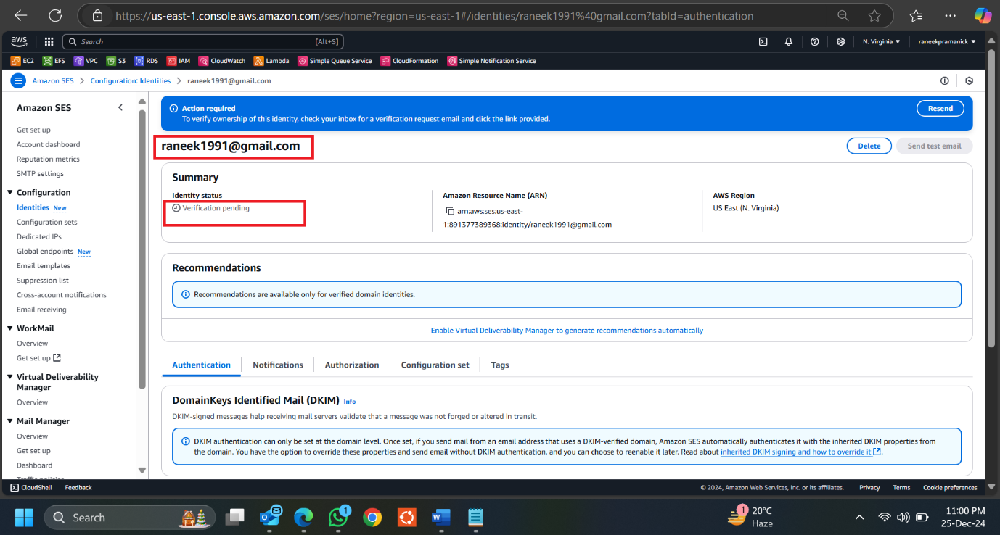 https://us-east-1.console.aws.amazon.com/ses/home?region=us-east-1#/identities/raneek1991%40gmail.com?tabId=authentication
aws
Search [Alt+S]
N. Virginia
raneekpramanick
EC2 EFS VPC S3 RDS IAM CloudWatch Lambda Simple Queue Service CloudFormation Simple Notification Service
Amazon SES > Configuration: Identities > raneek1991@gmail.com
Amazon SES
Get set up
Account dashboard
Reputation metrics
SMTP settings
Configuration
Identities New
Configuration sets
Dedicated IPs
Global endpoints New
Email templates
Suppression list
Cross-account notifications
Email receiving
WorkMail
Overview
Get set up
Virtual Deliverability
Manager
Overview
Mail Manager
Overview
Get set up
Dashboard
Action required
To verify ownership of this identity, check your inbox for a verification request email and click the link provided.
Resend
raneek1991@gmail.com
Delete
Send test email
Summary
Identity status
Verification pending
Amazon Resource Name (ARN)
arn:aws:ses:us-east-
1:891377389368:identity/raneek1991@gmail.com
AWS Region
US East (N. Virginia)
Recommendations
Recommendations are available only for verified domain identities.
Enable Virtual Deliverability Manager to generate recommendations automatically
Authentication Notifications Authorization Configuration set Tags
DomainKeys Identified Mail (DKIM) Info
DKIM-signed messages help receiving mail servers validate that a message was not forged or altered in transit.
DKIM authentication can only be set at the domain level. Once set, if you send mail from an email address that uses a DKIM-verified domain, Amazon SES automatically authenticates it with the inherited DKIM properties from
the domain. You have the option to override these properties and send email without DKIM authentication, and you can choose to reenable it later. Read about inherited DKIM signing and how to override it.
CloudShell Feedback
© 2024, Amazon Web Services, Inc. or its affiliates. Privacy Terms Cookie preferences
Search
1
W
1
20°C
Haze
11:00 PM
25-Dec-24